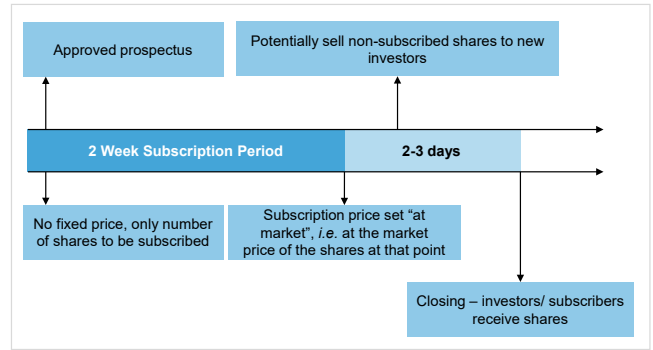 Approved prospectus
Potentially sell non-subscribed shares to new
investors
2 Week Subscription Period
2-3 days
No fixed price, only number
of shares to be subscribed
Subscription price set “at
market”, i.e. at the market
price of the shares at that point
Closing – investors/ subscribers
receive shares